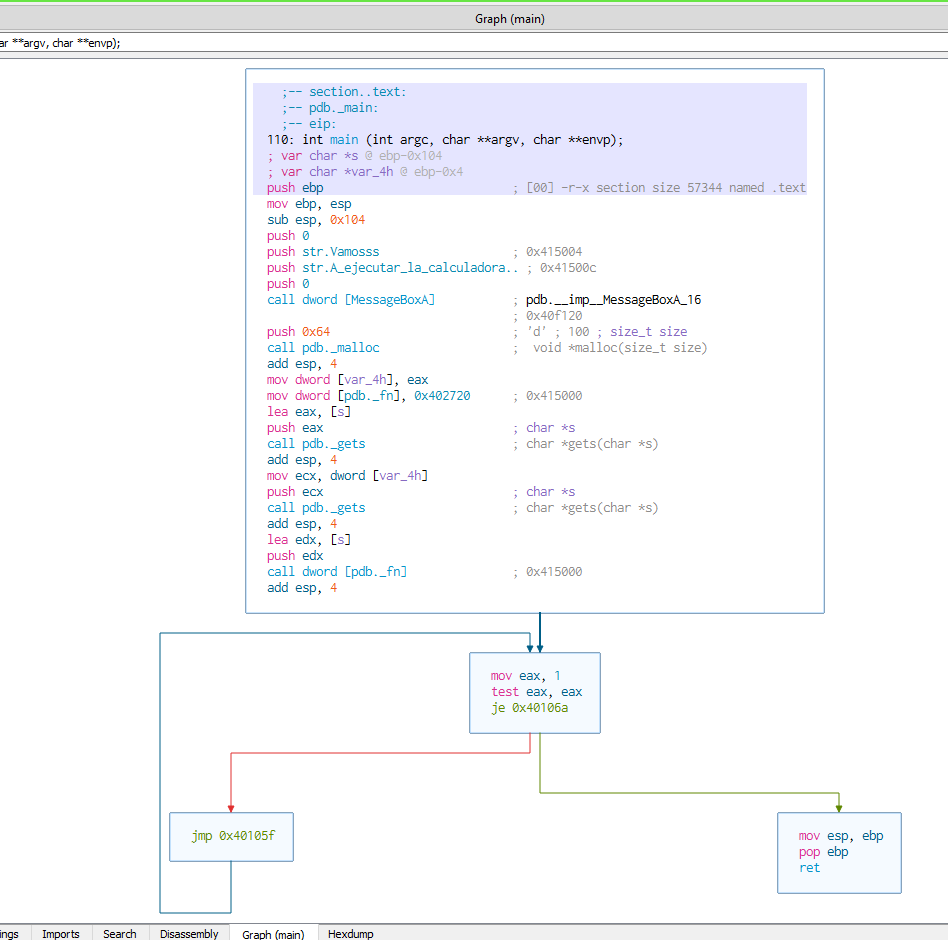 Graph (main)
ar **argv, char **envp);
;-- section..text:
;-- pdb._main:
;-- eip:
110: int main (int argc, char **argv, char **envp);
; var char *s @ ebp-0x104
; var char *var_4h @ ebp-0x4
push ebp ; [00] -r-x section size 57344 named .text
mov ebp, esp
sub esp, 0x104
push 0
push str.Vamosss ; 0x415004
push str.A_ejecutar_la_calculadora.. ; 0x41500c
push 0
call dword [MessageBoxA] ; pdb.__imp__MessageBoxA_16
; 0x40f120
push 0x64 ; 'd' ; 100 ; size_t size
call pdb._malloc ; void *malloc(size_t size)
add esp, 4
mov dword [var_4h], eax
mov dword [pdb._fn], 0x402720 ; 0x415000
lea eax, [s]
push eax ; char *s
call pdb._gets ; char *gets(char *s)
add esp, 4
mov ecx, dword [var_4h]
push ecx ; char *s
call pdb._gets ; char *gets(char *s)
add esp, 4
lea edx, [s]
push edx
call dword [pdb._fn] ; 0x415000
add esp, 4
mov eax, 1
test eax, eax
je 0x40106a
jmp 0x40105f
mov esp, ebp
pop ebp
ret
ings Imports Search Disassembly Graph (main) Hexdump